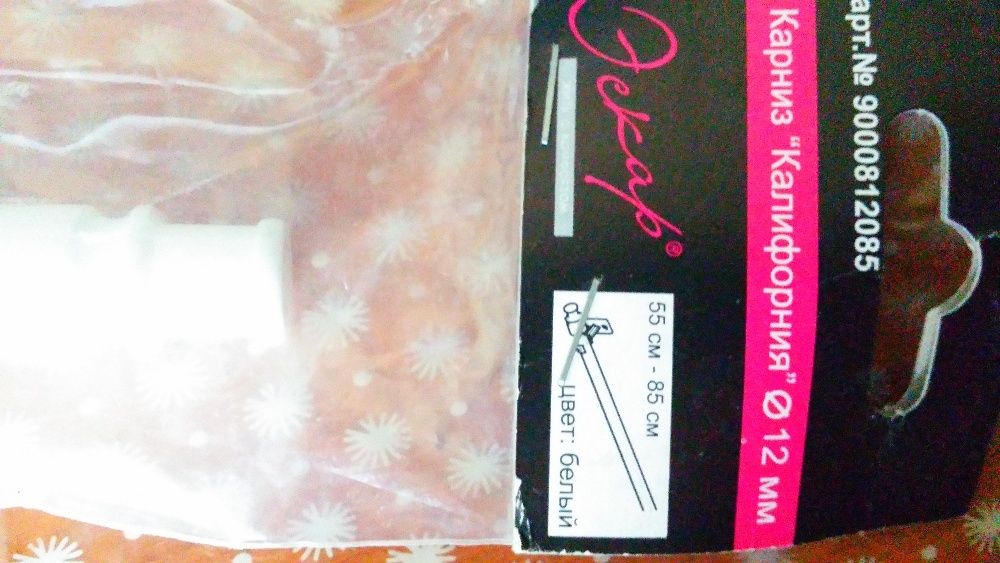 арт.№ 9000812085
Карниз “Калифорния” Ø 12 мм
Эскар®
55 см - 85 см
цвет: белый